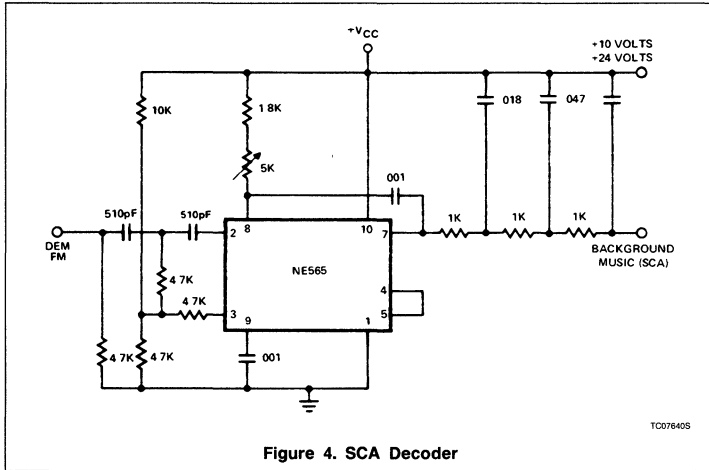 +VCC
+10 VOLTS
+24 VOLTS
10K
1 8K
018
047
5K
001
510pF
510pF
8
10
1K
1K
1K
2
7
DEM
FM
BACKGROUND
MUSIC (SCA)
NE565
4 7K
4
4 7K
3
5
9
1
4 7K
4 7K
001
TC07640S
Figure 4. SCA Decoder